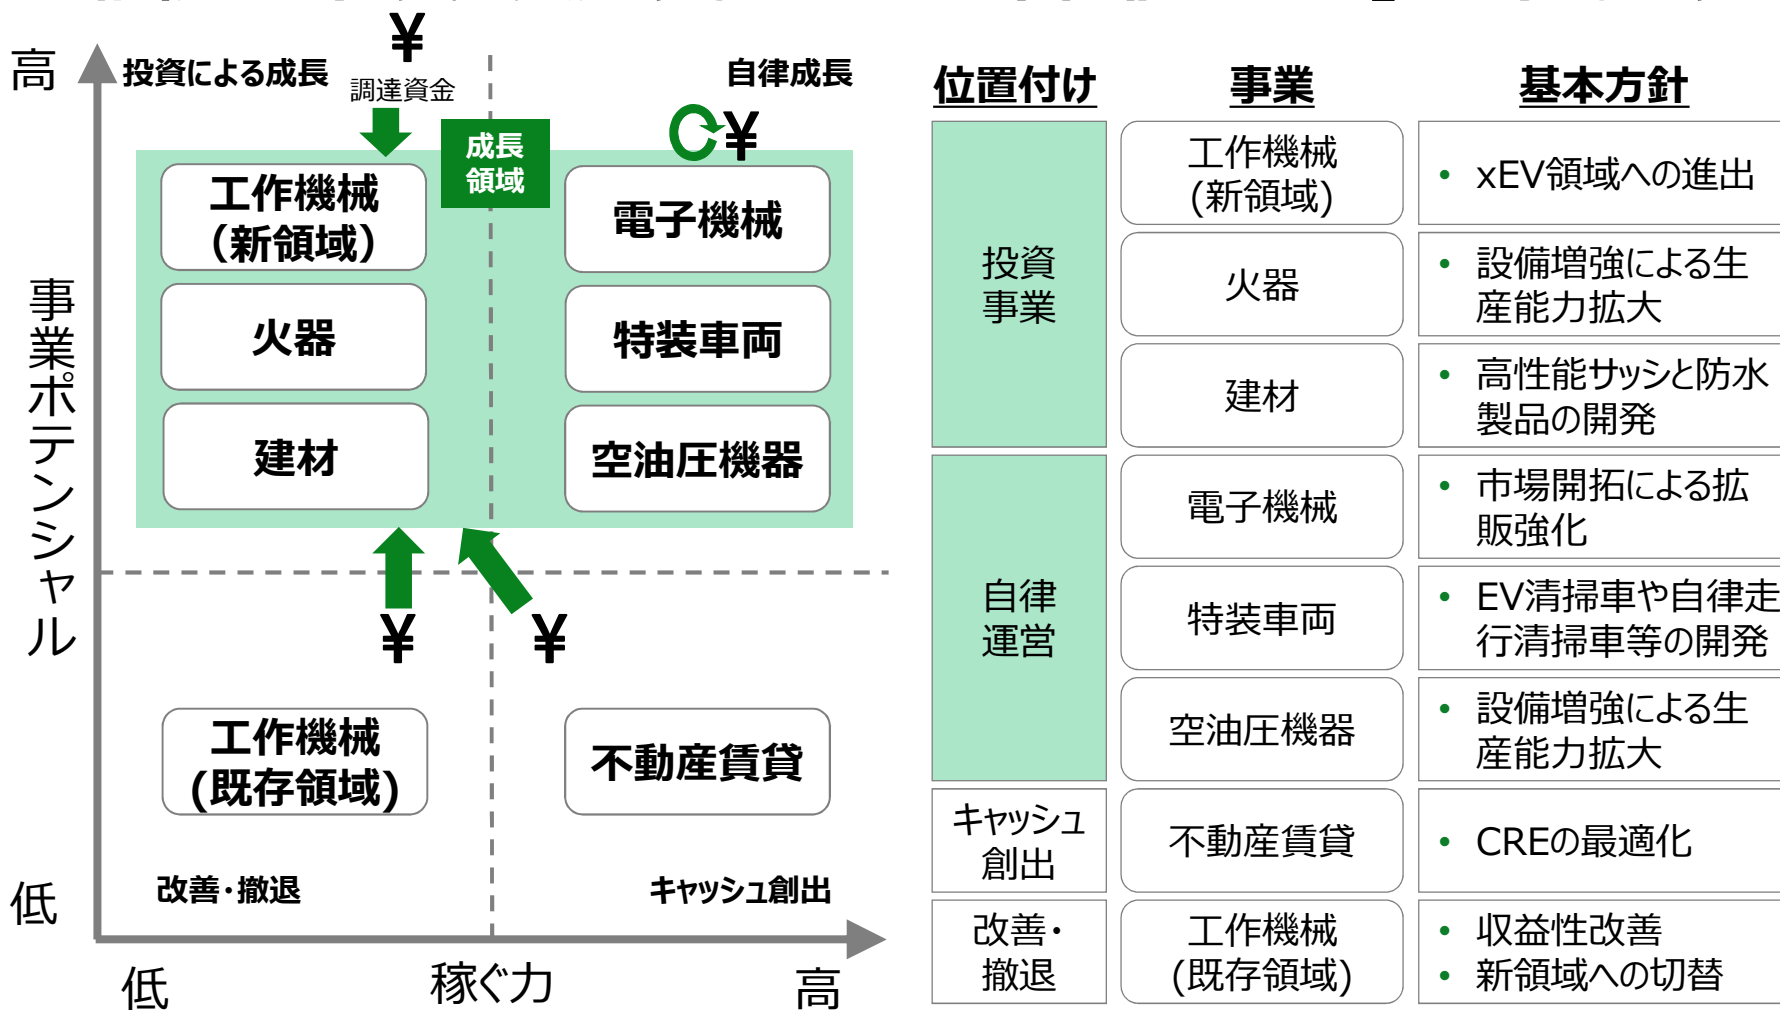 ¥
高
投資による成長
調達資金
自律成長
成長
領域
¥
工作機械
(新領域)
電子機械
火器
特装車両
建材
空油圧機器
事業ポテンシャル
¥
¥
工作機械
(既存領域)
不動産賃貸
改善・撤退
キャッシュ創出
低
低
稼ぐ力
高
位置付け
事業
基本方針
投資
事業
工作機械
(新領域)
• xEV領域への進出
火器
• 設備増強による生
産能力拡大
建材
• 高性能サッシと防水
製品の開発
自律
運営
電子機械
• 市場開拓による拡
販強化
特装車両
• EV清掃車や自律走
行清掃車等の開発
空油圧機器
• 設備増強による生
産能力拡大
キャッシュ
創出
不動産賃貸
• CREの最適化
改善・
撤退
工作機械
(既存領域)
• 収益性改善
• 新領域への切替